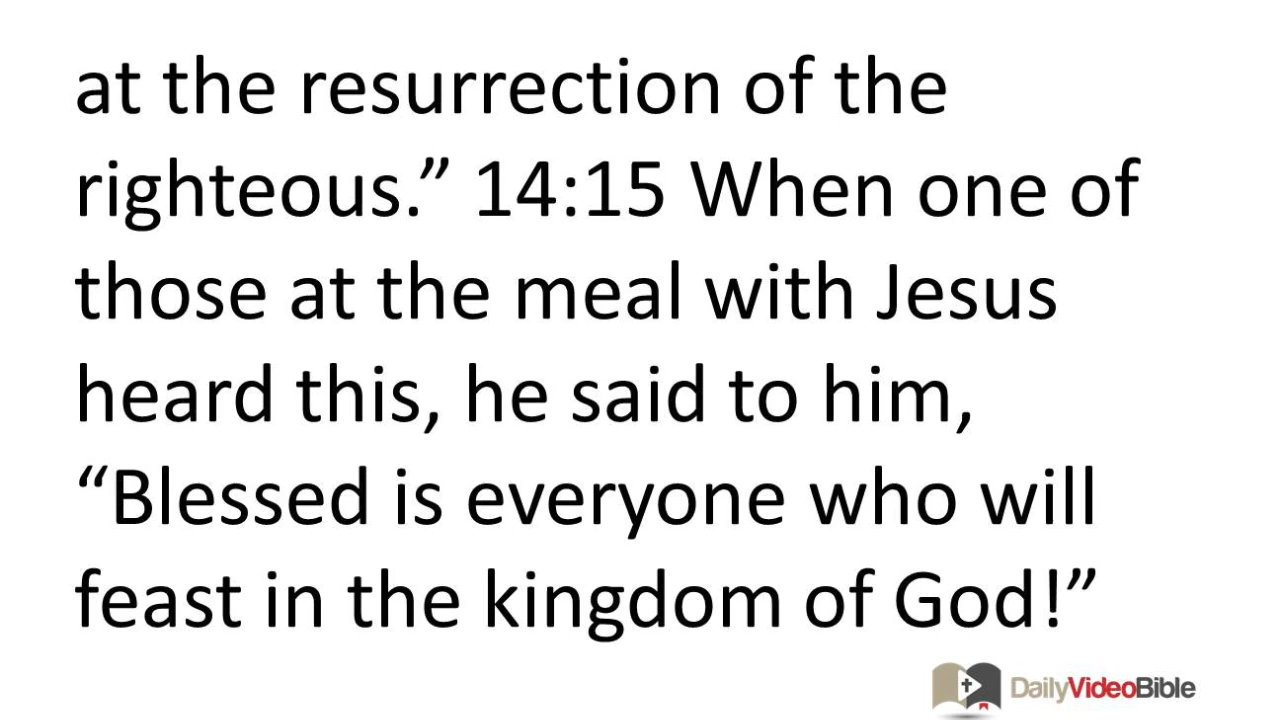 at the resurrection of the
righteous.” 14:15 When one of
those at the meal with Jesus
heard this, he said to him,
“Blessed is everyone who will
feast in the kingdom of God!”
DailyVideoBible